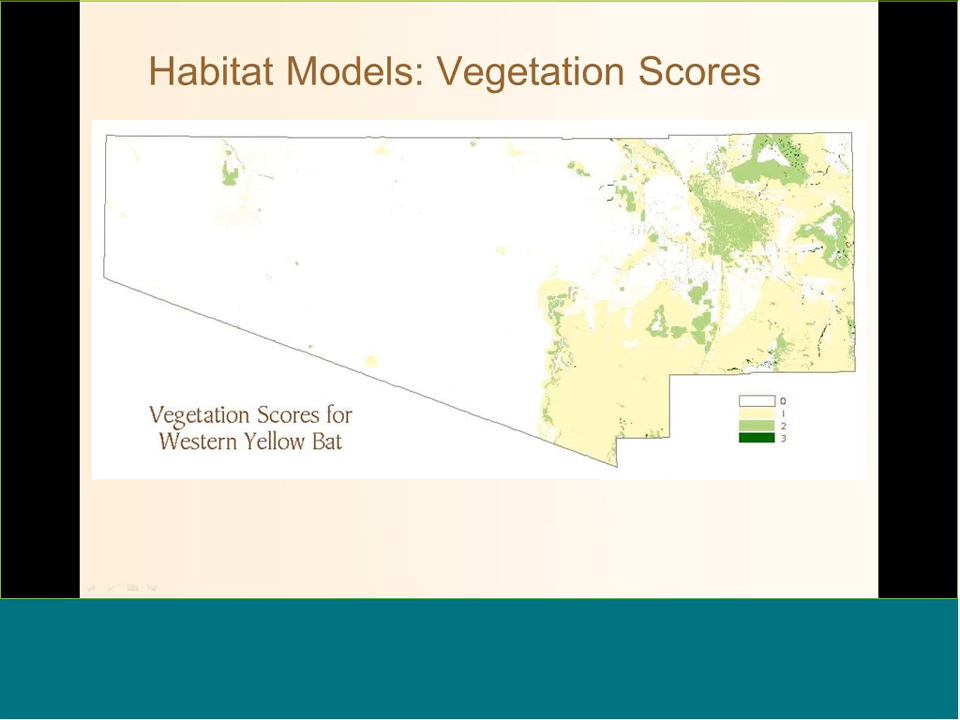 Habitat Models: Vegetation Scores
Vegetation Scores for
Western Yellow Bat
0
1
2
3